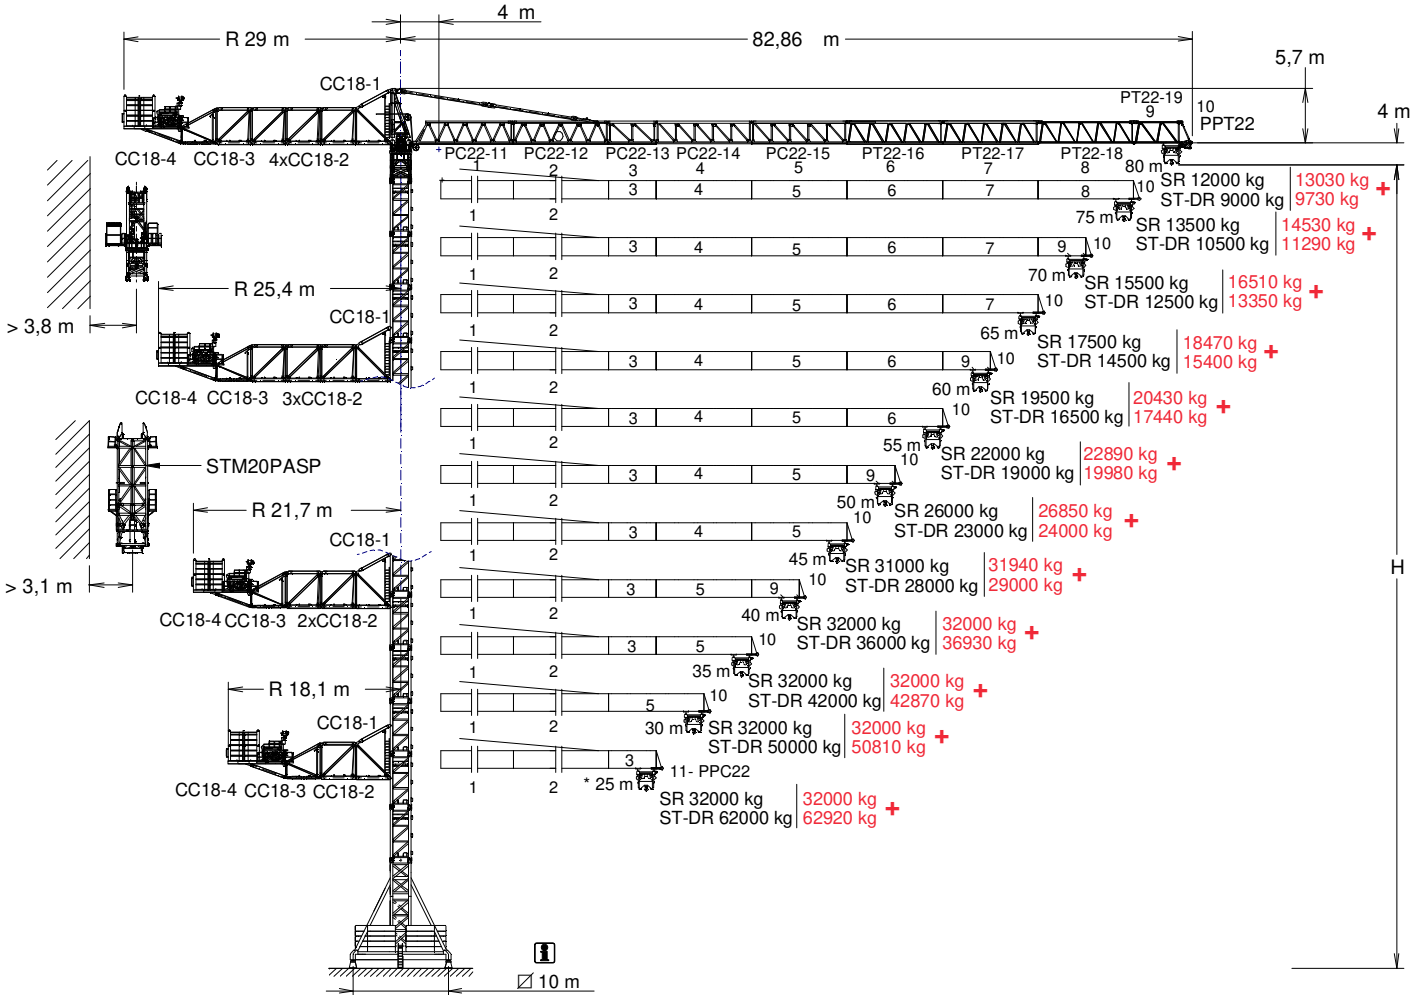 4 m
R 29 m
82,86 m
5,7 m
CC18-1
PT22-19
9
10
PPT22
4 m
CC18-4 CC18-3 4xCC18-2
PC22-11 PC22-12 PC22-13 PC22-14 PC22-15 PT22-16 PT22-17 PT22-18
1 2 3 4 5 6 7 8 80 m
SR 12000 kg 13030 kg +
ST-DR 9000 kg 9730 kg
3 4 5 6 7 8 10
1 2 75 m
SR 13500 kg 14530 kg +
ST-DR 10500 kg 11290 kg
3 4 5 6 7 9 10
1 2 70 m
SR 15500 kg 16510 kg +
ST-DR 12500 kg 13350 kg
R 25,4 m
> 3,8 m
CC18-1
3 4 5 6 7 10
1 2 65 m
SR 17500 kg 18470 kg +
ST-DR 14500 kg 15400 kg
3 4 5 6 9 10
1 2 60 m
SR 19500 kg 20430 kg +
ST-DR 16500 kg 17440 kg
CC18-4 CC18-3 3xCC18-2
3 4 5 6 10
1 2 55 m
SR 22000 kg 22890 kg +
ST-DR 19000 kg 19980 kg
STM20PASP
3 4 5 9 10
1 2 50 m
SR 26000 kg 26850 kg +
ST-DR 23000 kg 24000 kg
R 21,7 m
CC18-1
3 4 5 10
1 2 45 m
SR 31000 kg 31940 kg +
ST-DR 28000 kg 29000 kg
H
> 3,1 m
3 5 9 10
1 2 40 m
SR 32000 kg 32000 kg +
ST-DR 36000 kg 36930 kg
CC18-4 CC18-3 2xCC18-2
3 5 10
1 2 35 m
SR 32000 kg 32000 kg +
ST-DR 42000 kg 42870 kg
R 18,1 m
CC18-1
5 10
1 2 30 m
SR 32000 kg 32000 kg +
ST-DR 50000 kg 50810 kg
3
11- PPC22
1 2 * 25 m
SR 32000 kg 32000 kg +
ST-DR 62000 kg 62920 kg
CC18-4 CC18-3 CC18-2
i
10 m